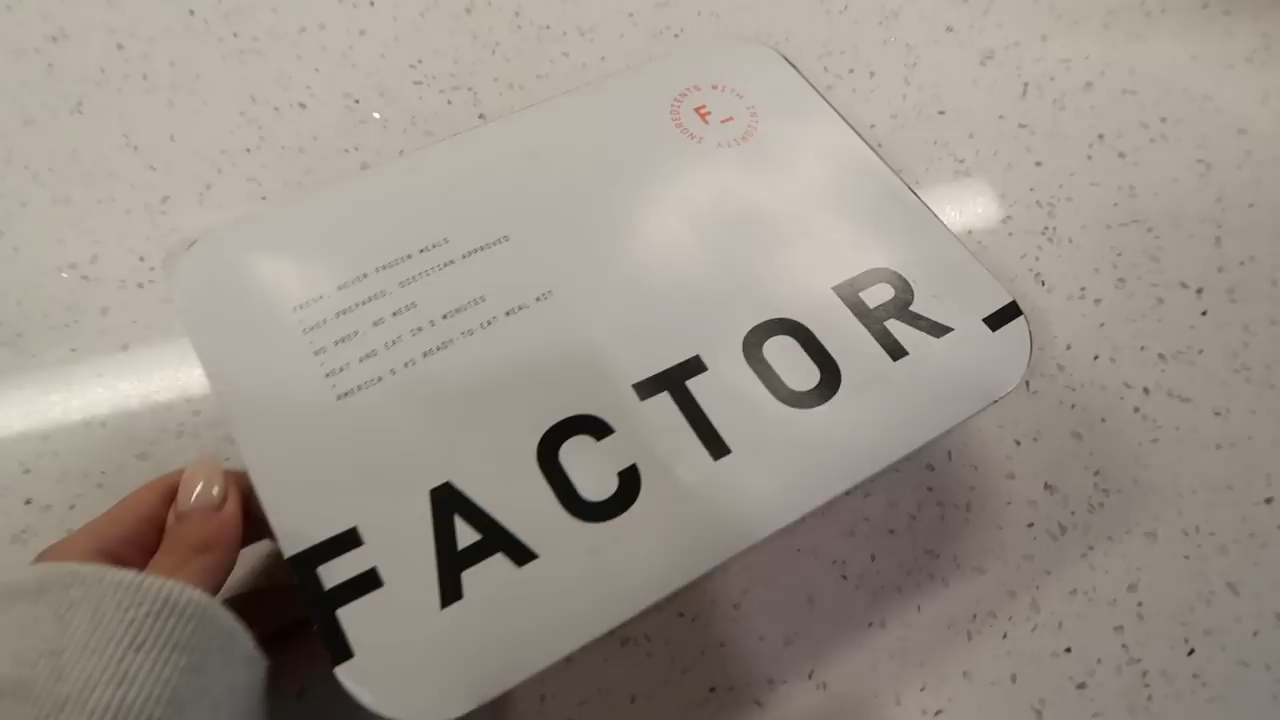 INGREDIENTS WITH INTEGRITY
F_
FRESH, NEVER FROZEN MEALS
CHEF-PREPARED, DIETITIAN-APPROVED
NO PREP, NO MESS
HEAT AND EAT IN 2 MINUTES
AMERICA'S #1 READY-TO-EAT MEAL KIT
FACTOR_